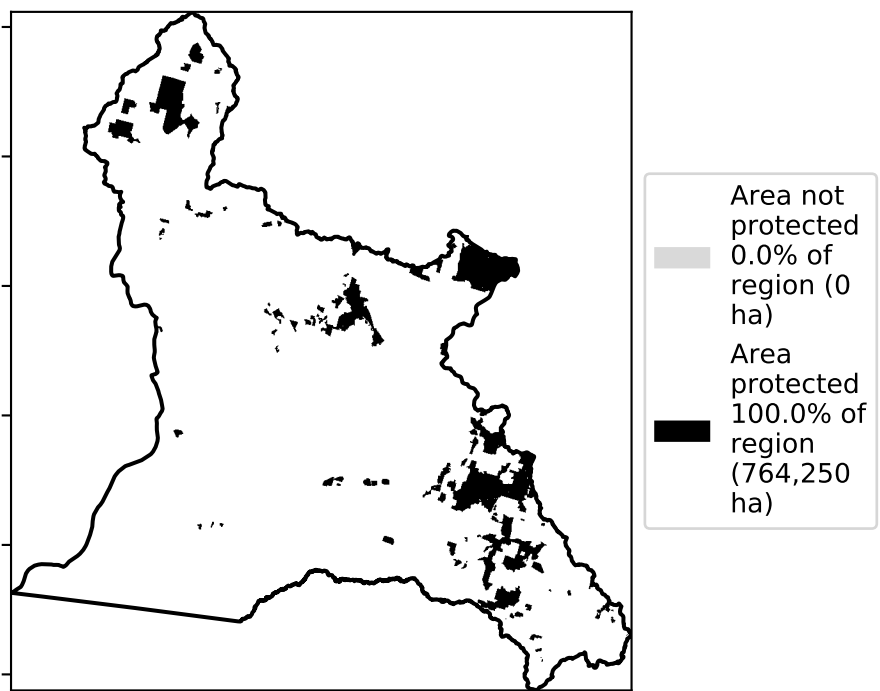 Area not
protected
0.0% of
region (0
ha)
Area
protected
100.0% of
region
(764,250
ha)